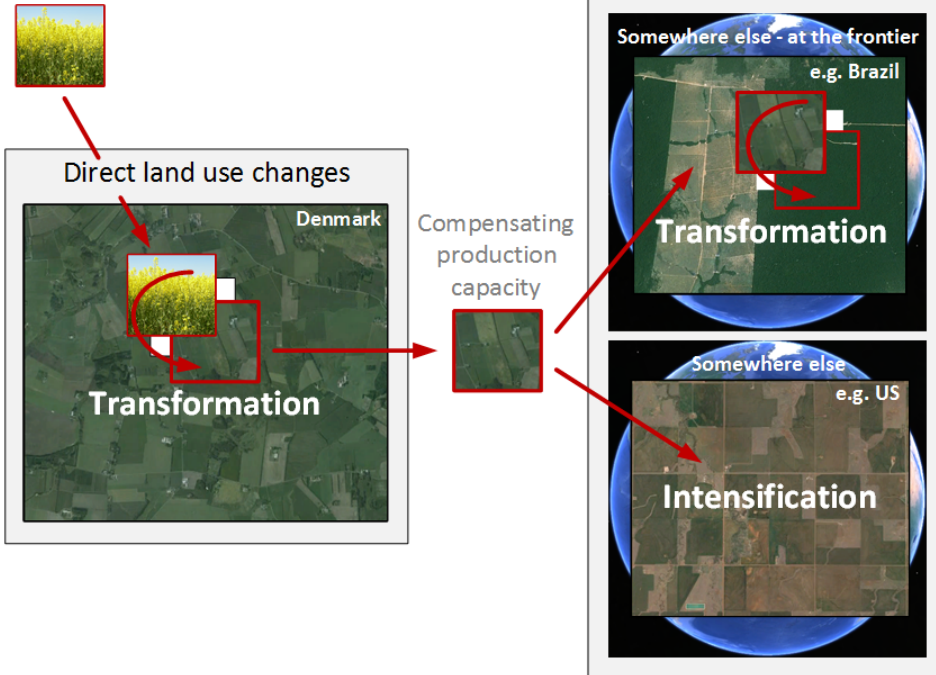 Direct land use changes
Denmark
Transformation
Compensating
production
capacity
Somewhere else - at the frontier
e.g. Brazil
Transformation
Somewhere else
e.g. US
Intensification